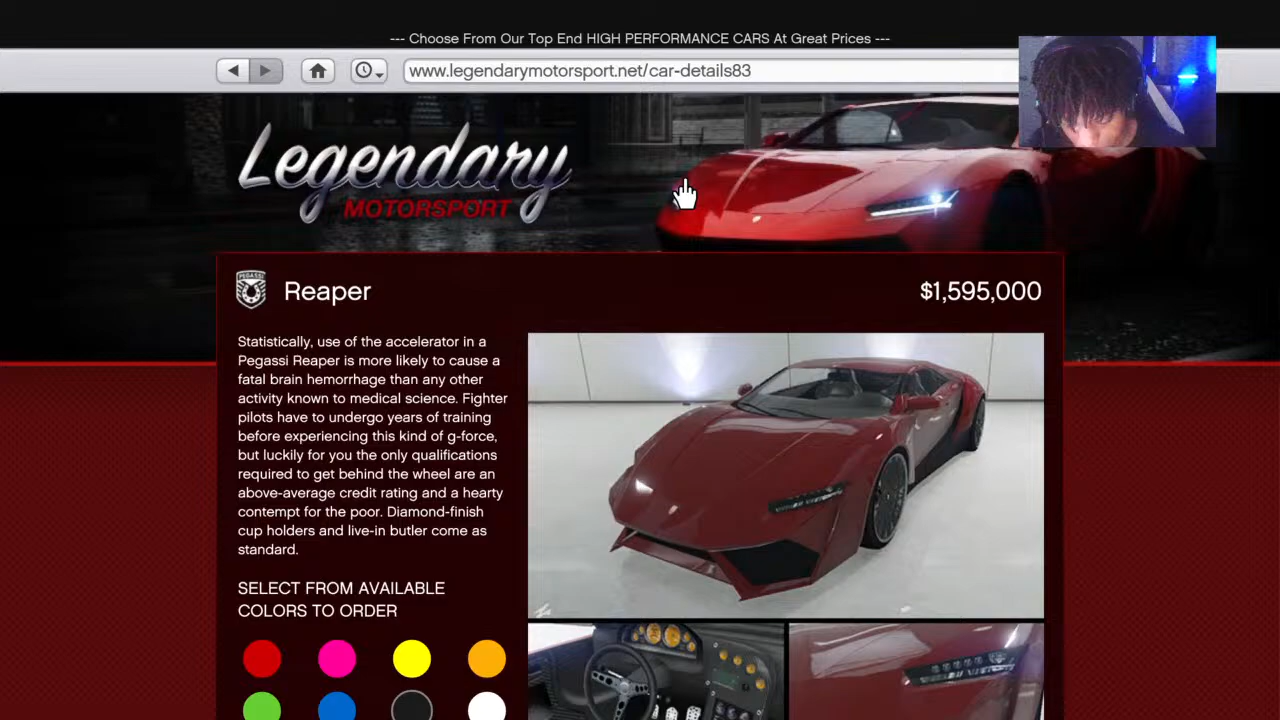 --- Choose From Our Top End HIGH PERFORMANCE CARS At Great Prices ---
www.legendarymotorsport.net/car-details83
Legendary
MOTORSPORT
PEGASSI
Reaper
$1,595,000
Statistically, use of the accelerator in a
Pegassi Reaper is more likely to cause a
fatal brain hemorrhage than any other
activity known to medical science. Fighter
pilots have to undergo years of training
before experiencing this kind of g-force,
but luckily for you the only qualifications
required to get behind the wheel are an
above-average credit rating and a hearty
contempt for the poor. Diamond-finish
cup holders and live-in butler come as
standard.
SELECT FROM AVAILABLE
COLORS TO ORDER